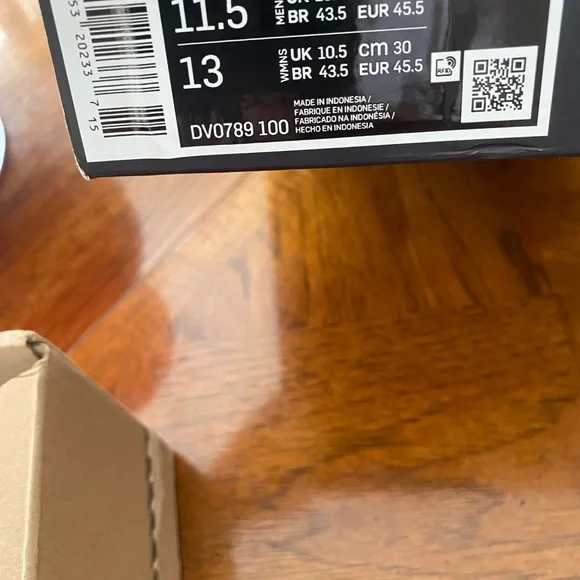 11.5 MEN
BR 43.5 EUR 45.5
13 WMNS UK 10.5 cm 30
BR 43.5 EUR 45.5
RFID
DV0789 100
MADE IN INDONESIA /
FABRIQUE EN INDONESIE /
FABRICADO NA INDONÉSIA /
HECHO EN INDONESIA
53 20233 7 15